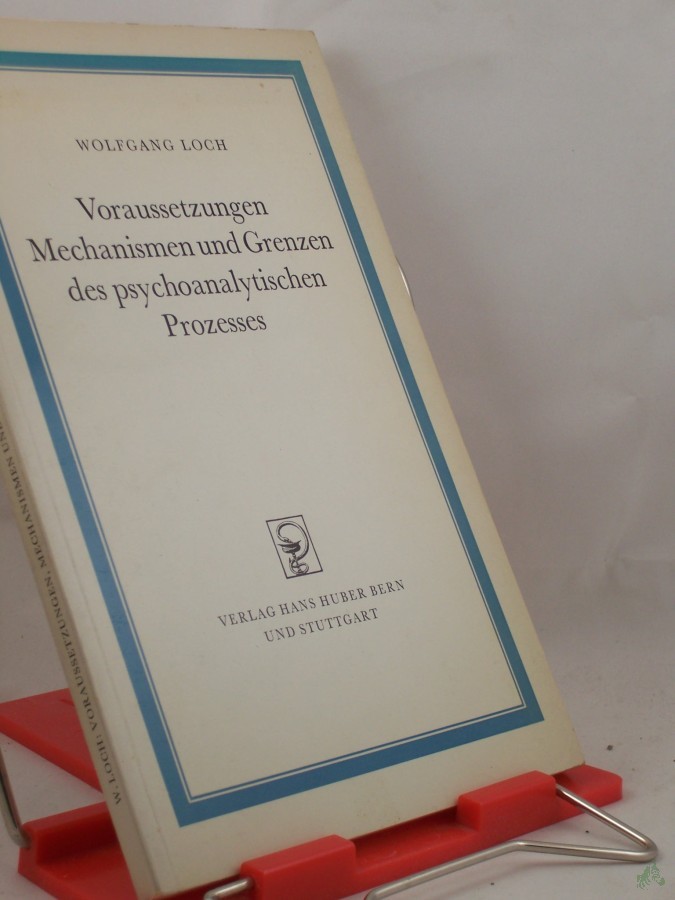 WOLFGANG LOCH
Voraussetzungen
Mechanismen und Grenzen
des psychoanalytischen
Prozesses
VERLAG HANS HUBER BERN
UND STUTTGART
W. LOCH: VORAUSSETZUNGEN, MECHANISMEN UND